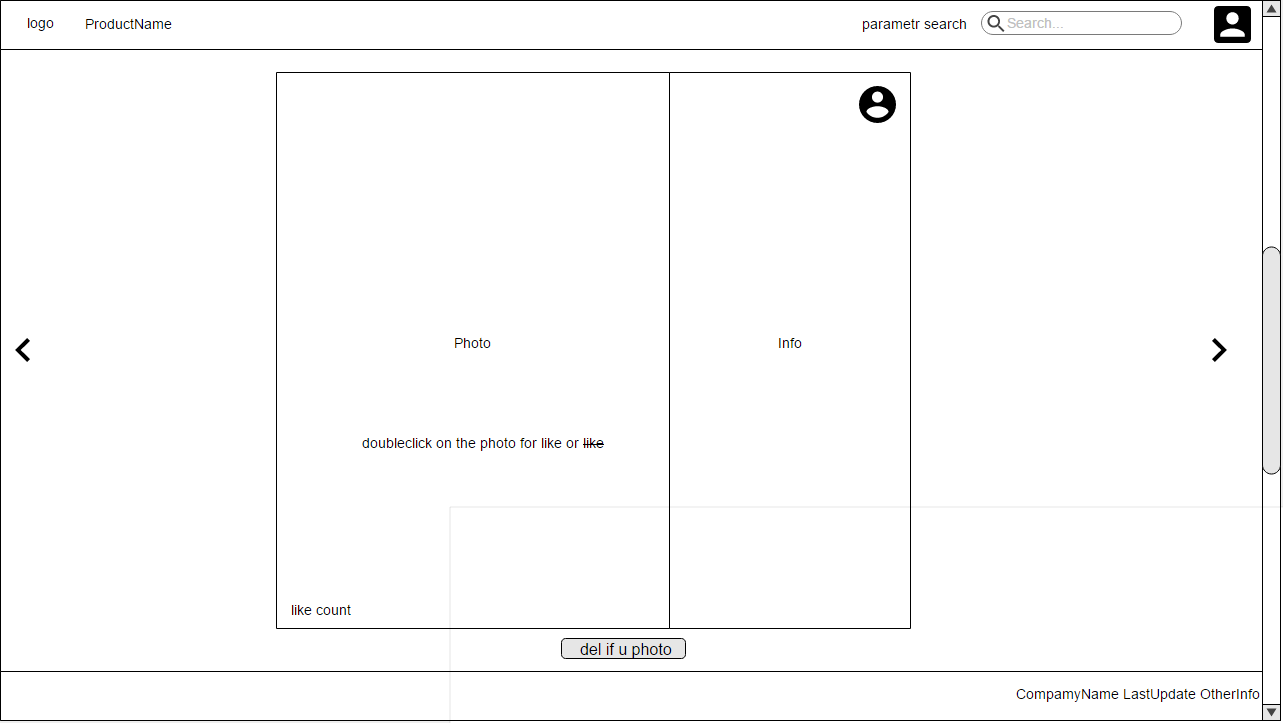 logo
ProductName
parametr search
Search...
Photo
Info
doubleclick on the photo for like or like
like count
del if u photo
CompamyName LastUpdate OtherInfo